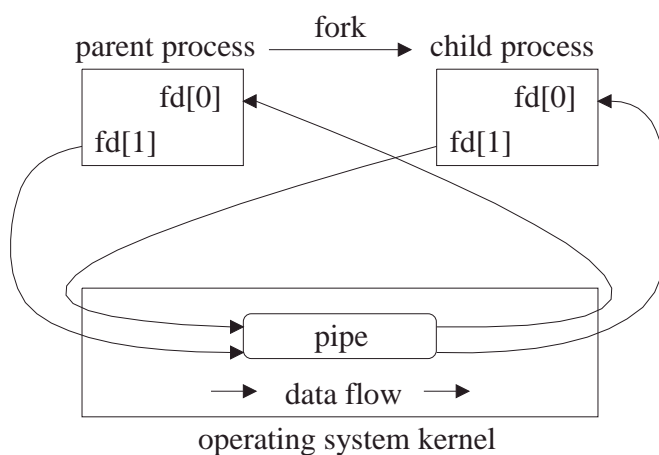 fork
parent process
child process
fd[0]
fd[1]
fd[0]
fd[1]
pipe
data flow
operating system kernel